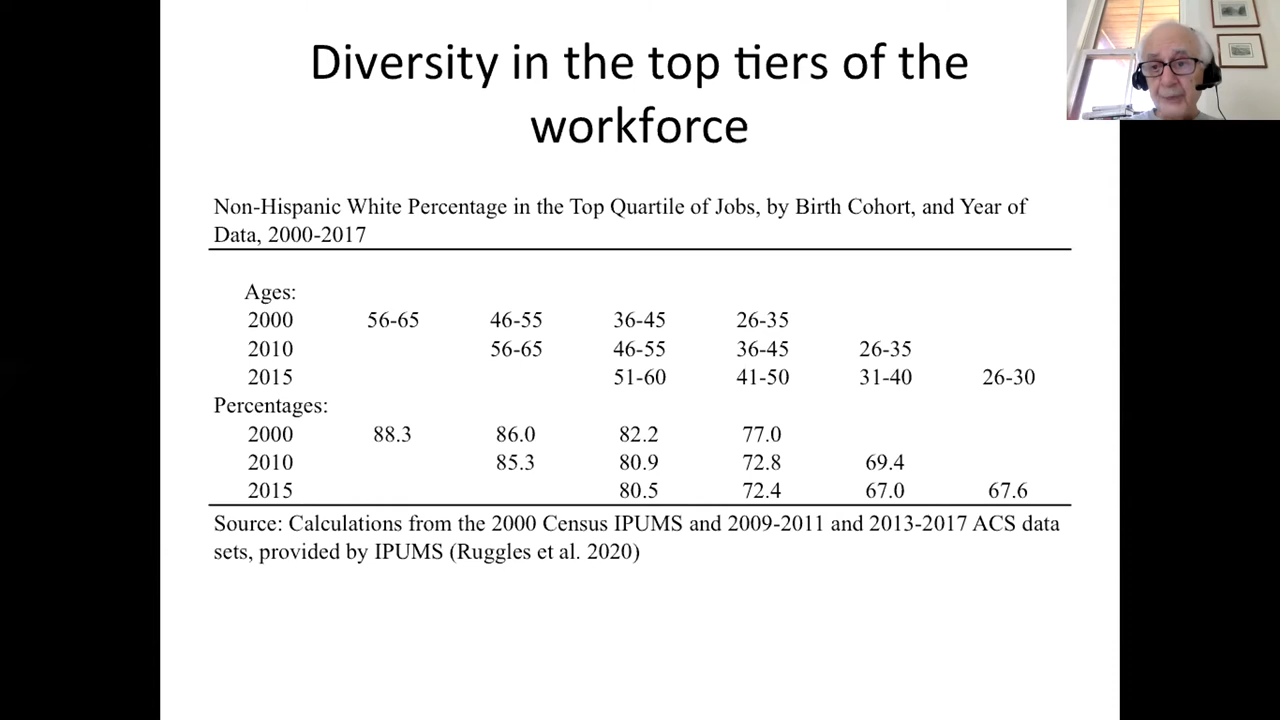 Diversity in the top tiers of the
workforce
Non-Hispanic White Percentage in the Top Quartile of Jobs, by Birth Cohort, and Year of
Data, 2000-2017
Ages:
2000 56-65 46-55 36-45 26-35
2010 56-65 46-55 36-45 26-35
2015 51-60 41-50 31-40 26-30
Percentages:
2000 88.3 86.0 82.2 77.0
2010 85.3 80.9 72.8 69.4
2015 80.5 72.4 67.0 67.6
Source: Calculations from the 2000 Census IPUMS and 2009-2011 and 2013-2017 ACS data
sets, provided by IPUMS (Ruggles et al. 2020)